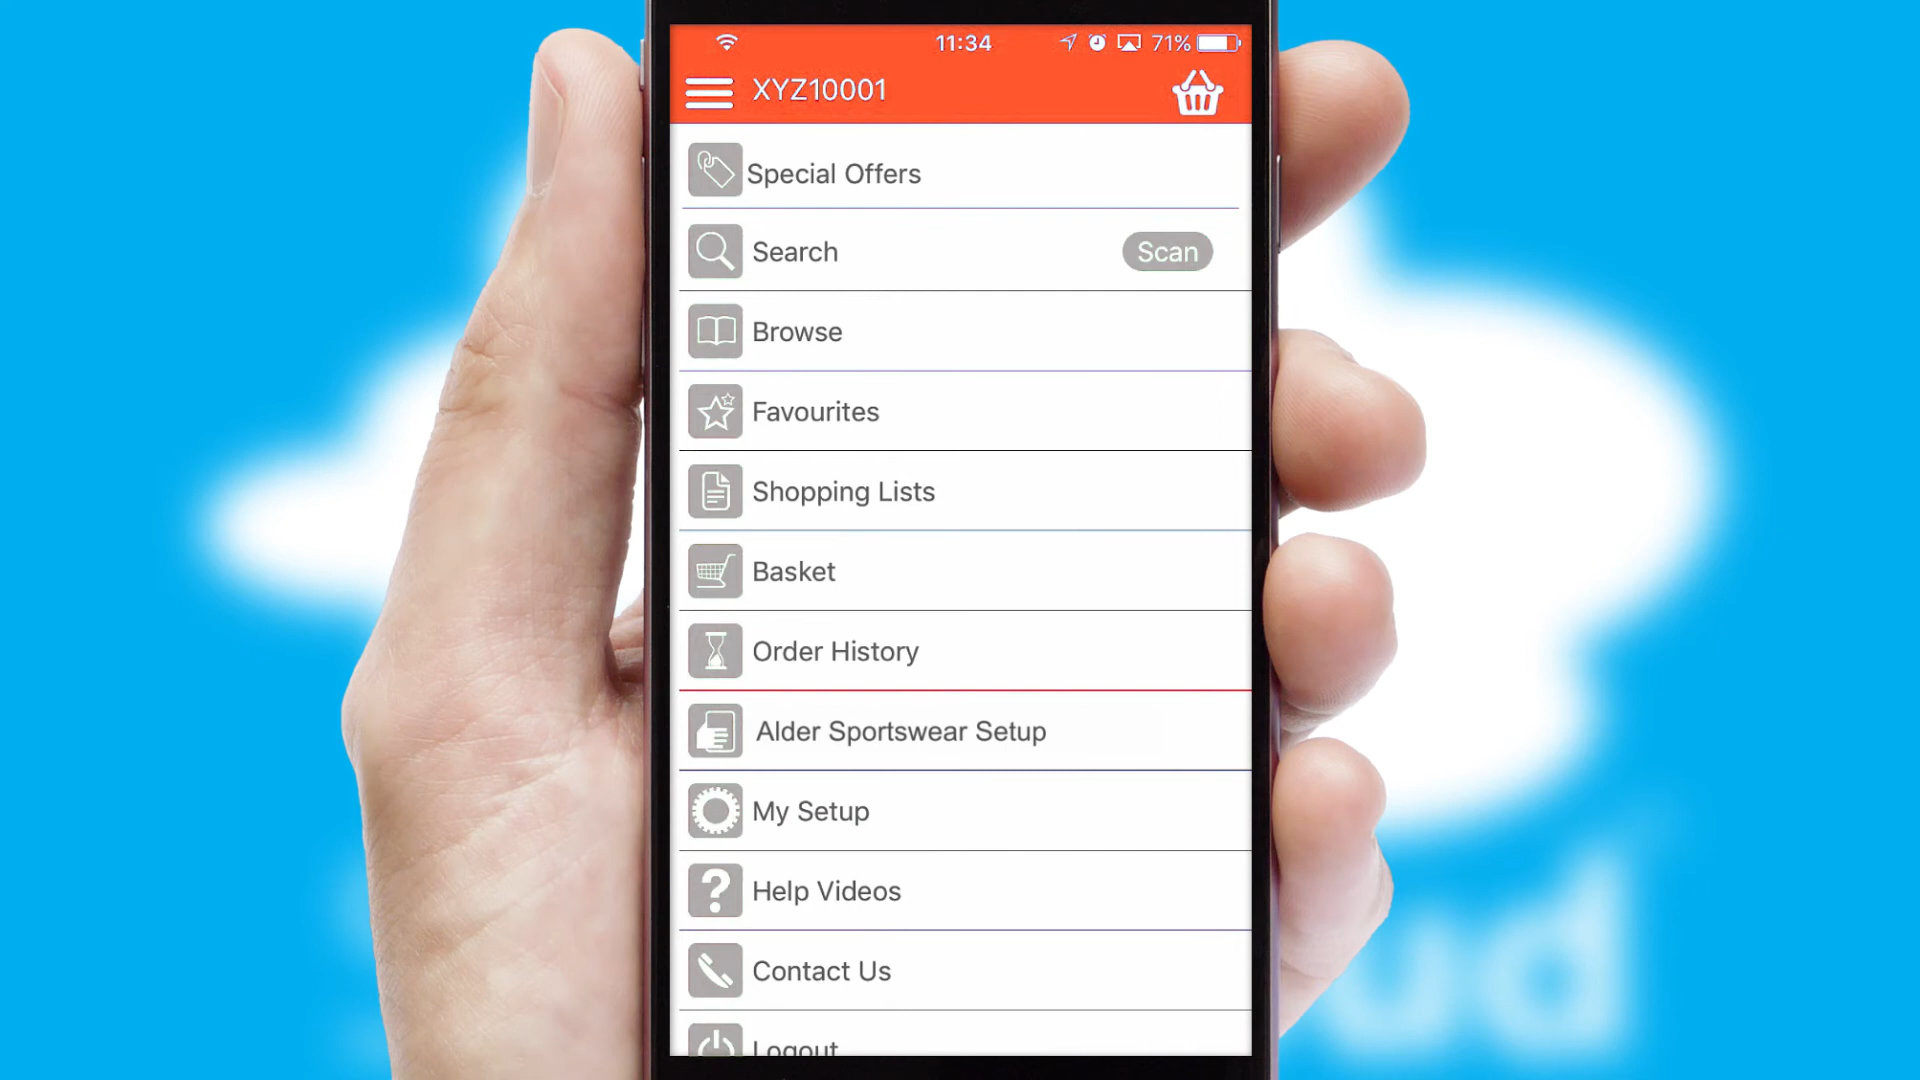 11:34 71%
XYZ10001
Special Offers
Search Scan
Browse
Favourites
Shopping Lists
Basket
Order History
Alder Sportswear Setup
My Setup
Help Videos
Contact Us
Logout